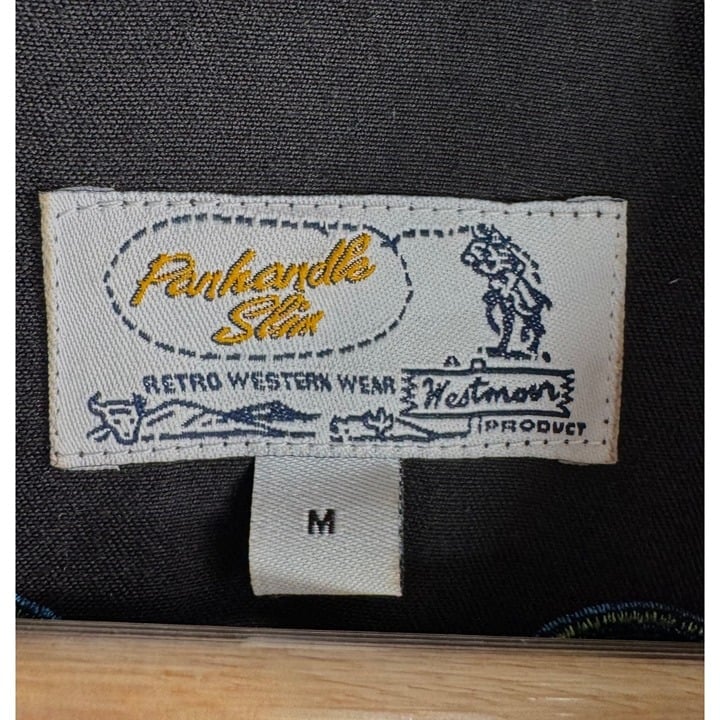 Panhandle
Slim
RETRO WESTERN WEAR
Westmoor
PRODUCT
M